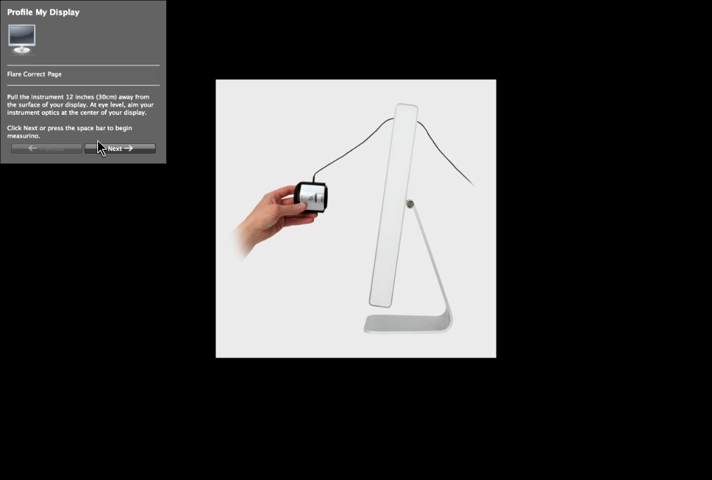 Profile My Display
Flare Correct Page
Pull the instrument 12 inches (30cm) away from
the surface of your display. At eye level, aim your
instrument optics at the center of your display.
Click Next or press the space bar to begin
measuring.
Next